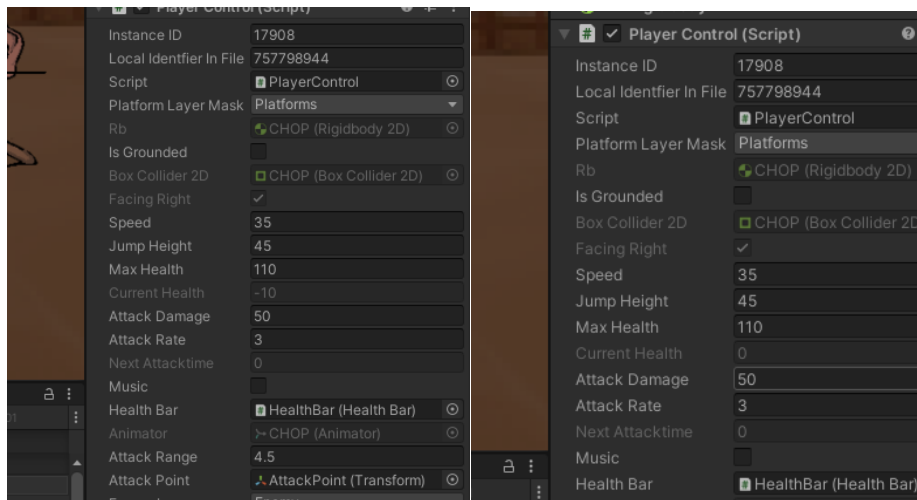 Player Control (Script)
Instance ID 17908
Local Identfier In File 757798944
Script PlayerControl
Platform Layer Mask Platforms
Rb CHOP (Rigidbody 2D)
Is Grounded
Box Collider 2D CHOP (Box Collider 2D)
Facing Right
Speed 35
Jump Height 45
Max Health 110
Current Health -10
Attack Damage 50
Attack Rate 3
Next Attacktime 0
Music
Health Bar HealthBar (Health Bar)
Animator CHOP (Animator)
Attack Range 4.5
Attack Point AttackPoint (Transform)
Player Control (Script)
Instance ID 17908
Local Identfier In File 757798944
Script PlayerControl
Platform Layer Mask Platforms
Rb CHOP (Rigidbody 2D)
Is Grounded
Box Collider 2D CHOP (Box Collider 2D
Facing Right
Speed 35
Jump Height 45
Max Health 110
Current Health 0
Attack Damage 50
Attack Rate 3
Next Attacktime 0
Music
Health Bar HealthBar (Health Bar)